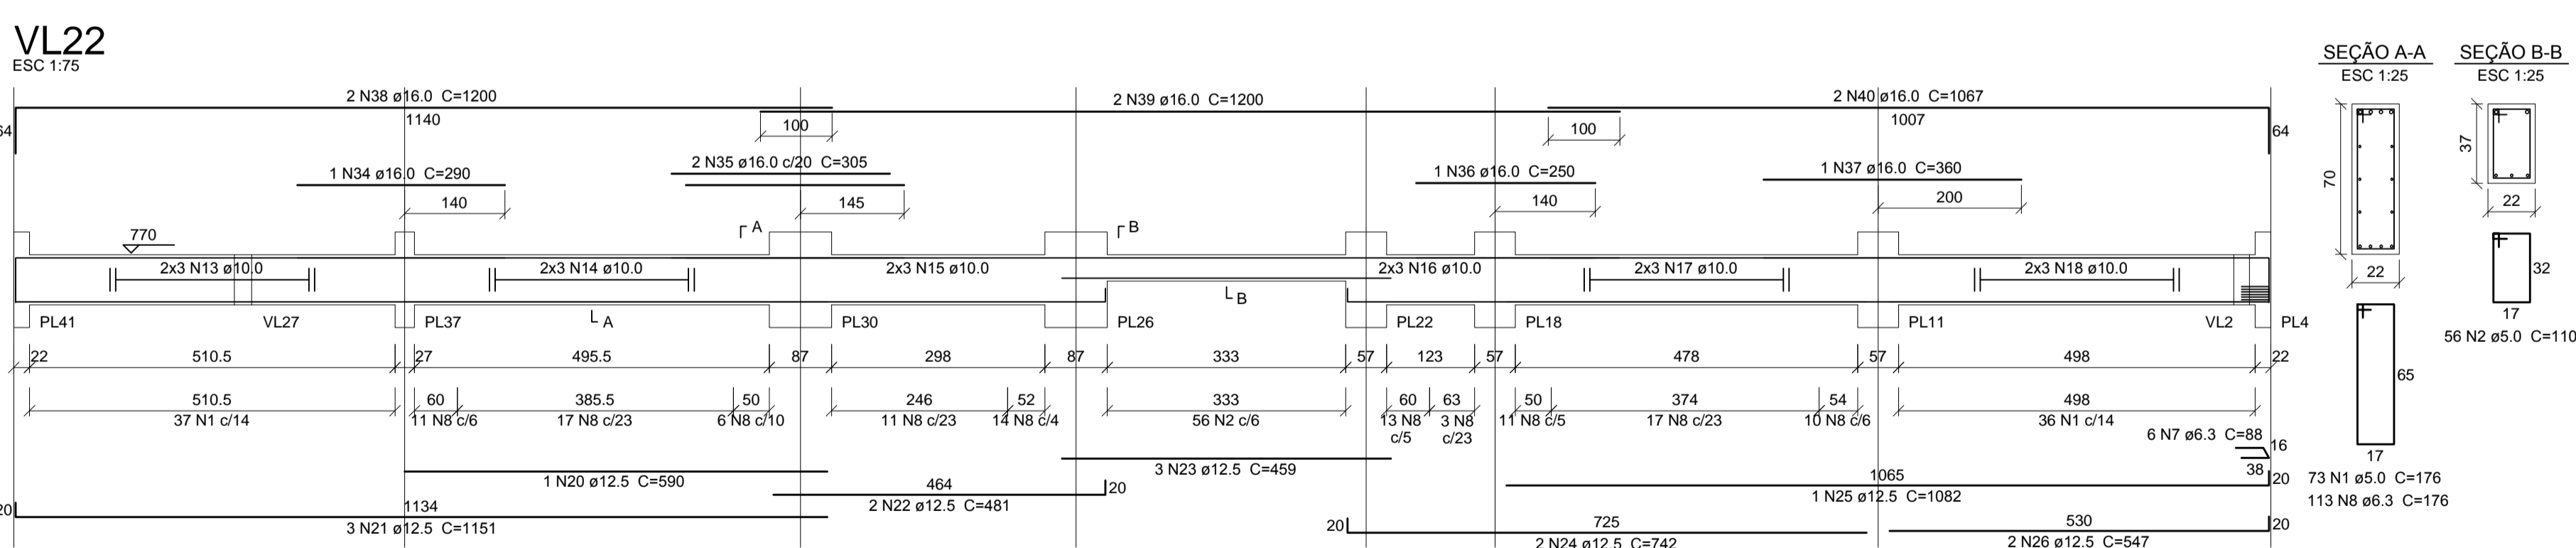 VL22
ESC 1:75
SEÇÃO A-A
SEÇÃO B-B
ESC 1:25
ESC 1:25
2 N38 ø16.0 C=1200
2 N39 ø16.0 C=1200
2 N40 ø16.0 C=1067
64
1140
100
100
1007
64
1 N34 ø16.0 C=290
2 N35 ø16.0 c/20 C=305
1 N36 ø16.0 C=250
1 N37 ø16.0 C=360
140
145
140
200
70
22
37
22
770
A
B
2x3 N13 ø10.0
2x3 N14 ø10.0
2x3 N15 ø10.0
2x3 N16 ø10.0
2x3 N17 ø10.0
2x3 N18 ø10.0
A
B
32
17
56 N2 ø5.0 C=110
PL41
VL27
PL37
PL30
PL26
PL22
PL18
PL11
VL2
PL4
22
510.5
27
495.5
87
298
87
333
57
123
57
478
57
498
22
510.5
60
385.5
50
246
52
333
60
63
50
374
54
498
37 N1 c/14
11 N8 c/6
17 N8 c/23
6 N8 c/10
11 N8 c/23
14 N8 c/4
56 N2 c/6
13 N8
c/5
3 N8
c/23
11 N8 c/5
17 N8 c/23
10 N8 c/6
36 N1 c/14
65
17
73 N1 ø5.0 C=176
113 N8 ø6.3 C=176
6 N7 ø6.3 C=88
16
38
1 N20 ø12.5 C=590
3 N23 ø12.5 C=459
1065
20
1 N25 ø12.5 C=1082
464
20
2 N22 ø12.5 C=481
20
1134
3 N21 ø12.5 C=1151
20
725
2 N24 ø12.5 C=742
530
20
2 N26 ø12.5 C=547